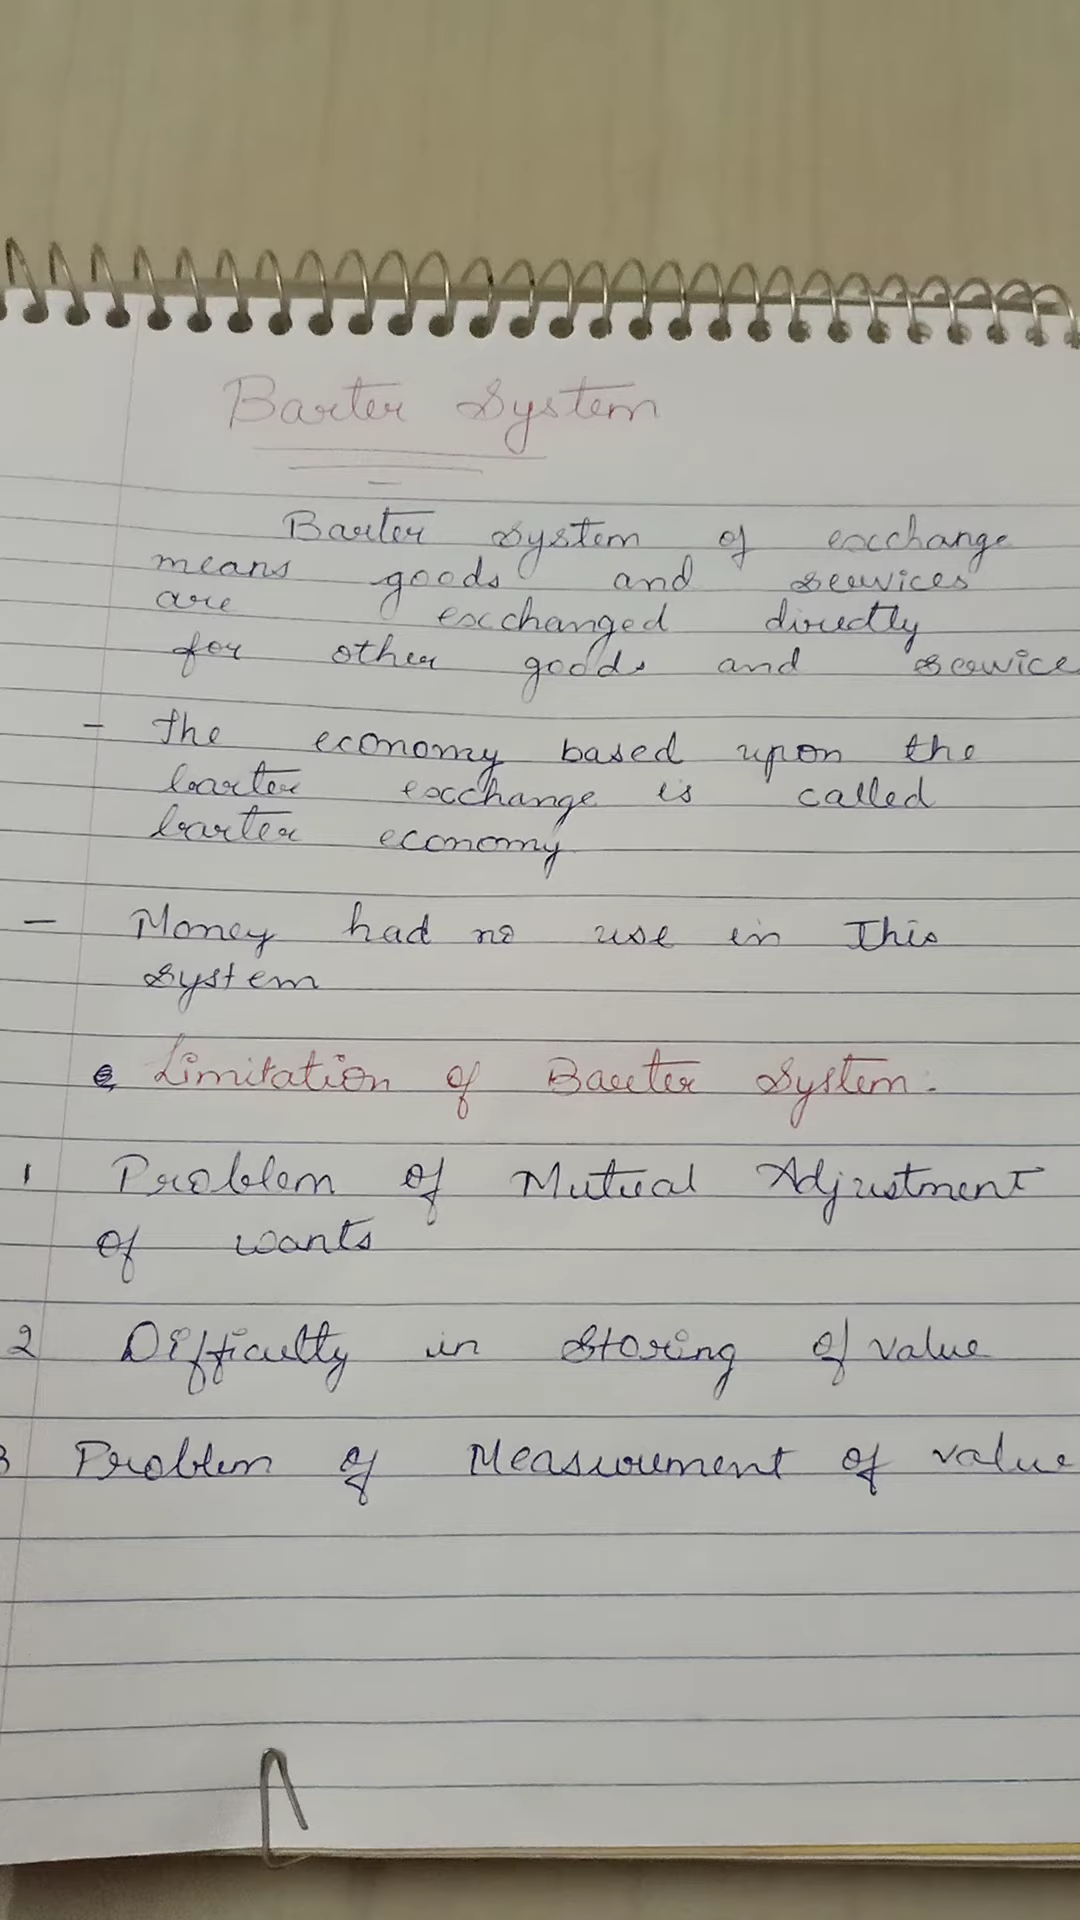 Barter System
Barter system of exchange
means goods and services
are exchanged directly
for other goods and service
- The economy based upon the
barter exchange is called
barter economy
- Money had no use in This
system
Limitation of Barter System.
1 Problem of Mutual Adjustment
of wants
2 Difficulty in Storing of value
3 Problem of Measurement of value